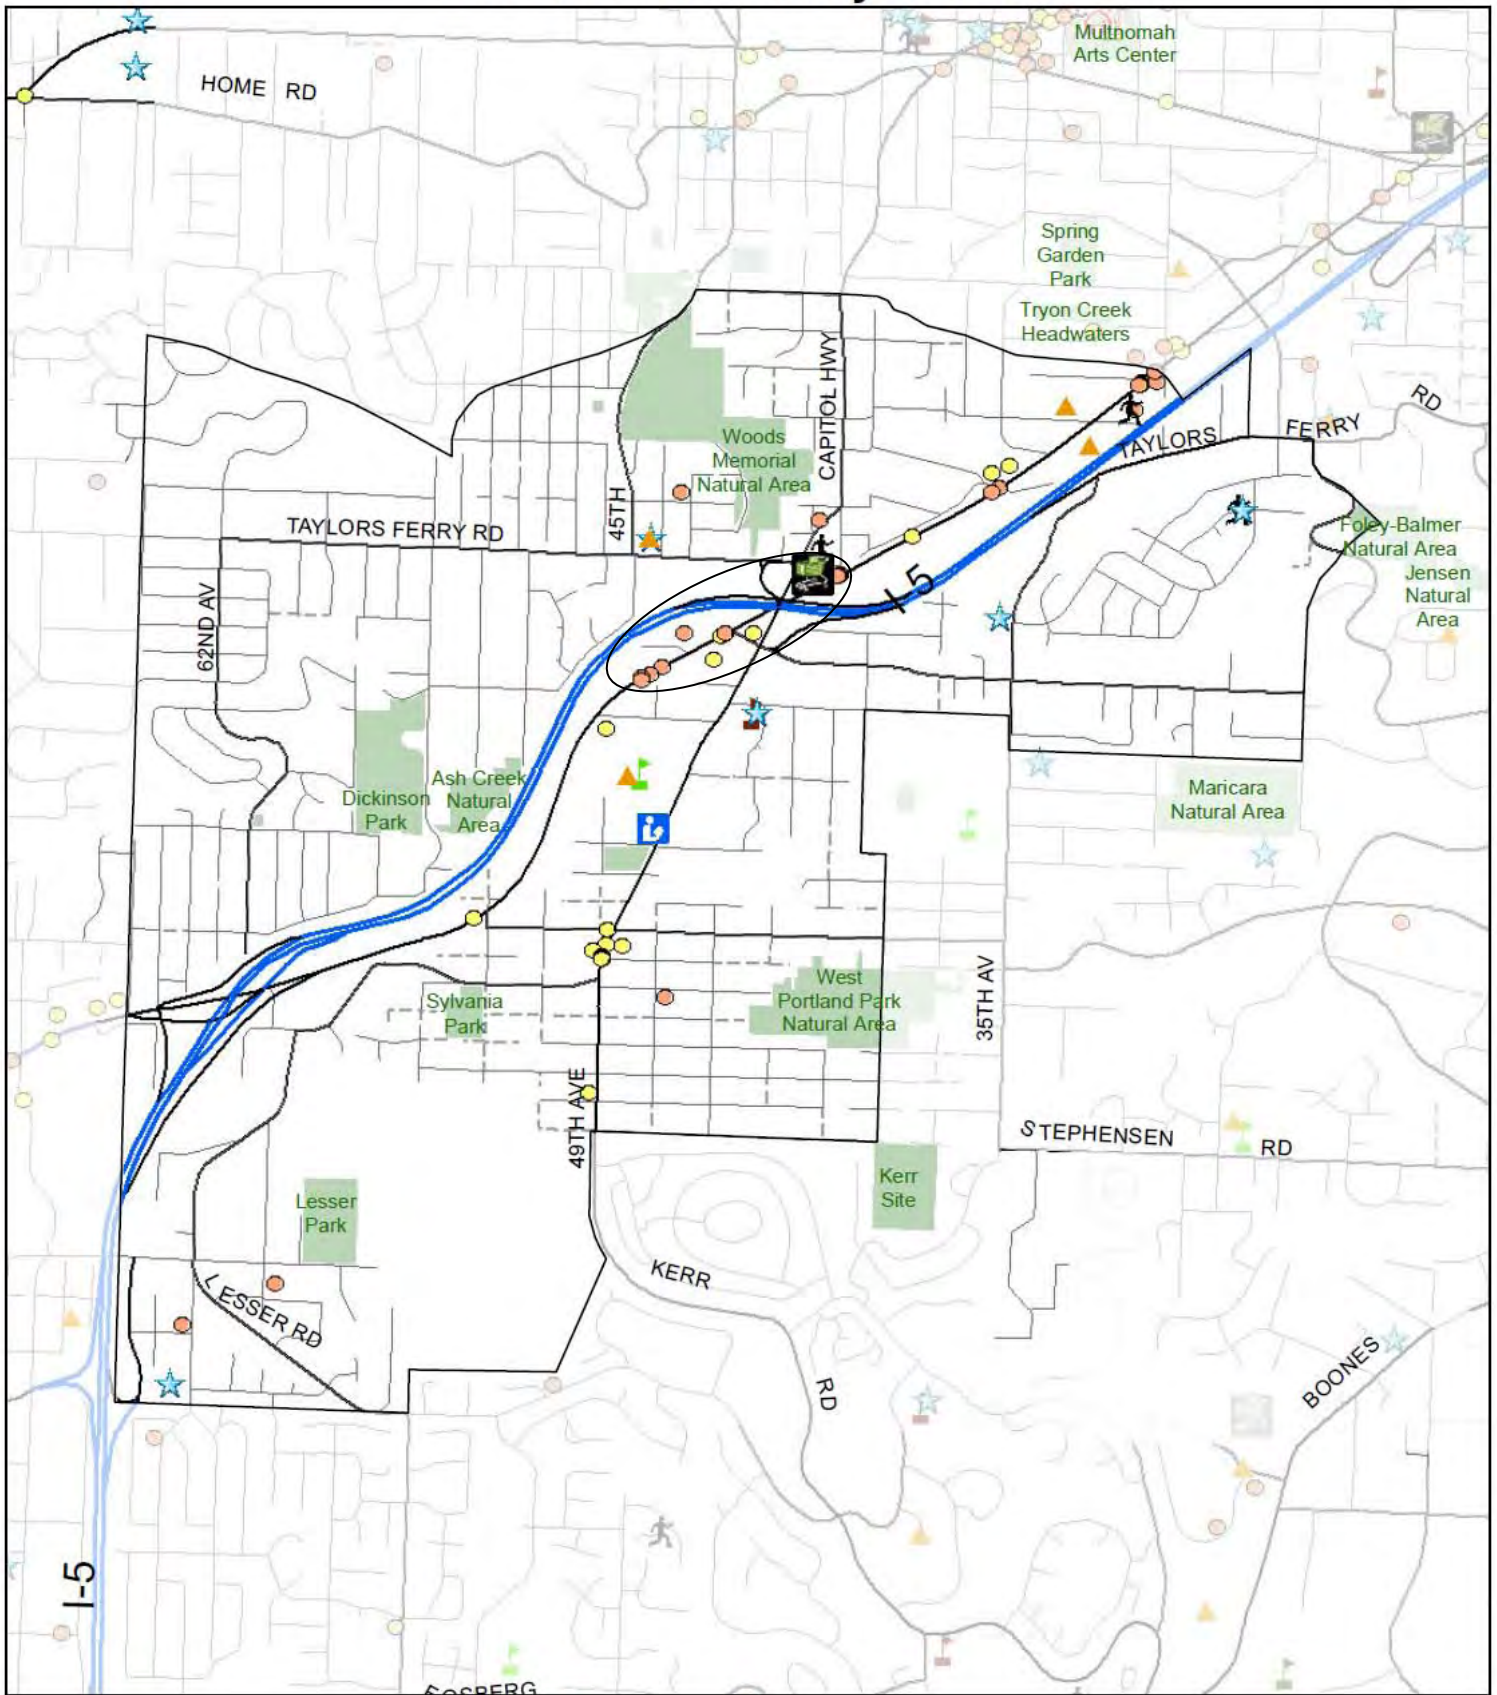 Multnomah
Arts Center
HOME RD
Spring
Garden
Park
Tryon Creek
Headwaters
CAPITOL HWY
RD
FERRY
TAYLORS
Woods
Memorial
Natural Area
45TH
TAYLORS FERRY RD
Foley-Balmer
Natural Area
Jensen
Natural
Area
I-5
62ND AV
Ash Creek
Natural
Area
Dickinson
Park
Maricara
Natural Area
West
Portland Park
Natural Area
35TH AV
Sylvania
Park
49TH AVE
STEPHENSEN RD
Kerr
Site
Lesser
Park
KERR
LESSER RD
RD
BOONES
I-5